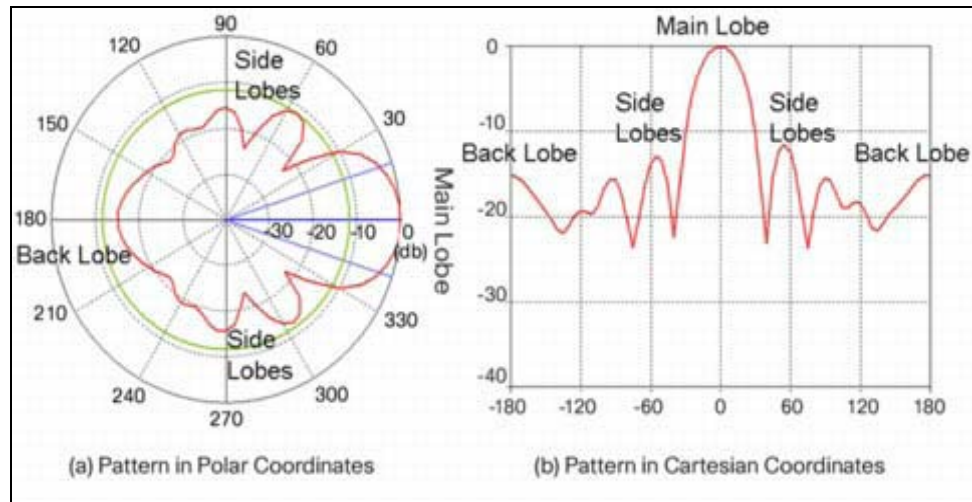 90
120
60
Side
Lobes
150
30
180
-30
-20
-10
0
(db)
Main Lobe
Back Lobe
210
330
Side
Lobes
240
300
270
(a) Pattern in Polar Coordinates
Main Lobe
0
Side
Lobes
Side
Lobes
-10
Back Lobe
Back Lobe
-20
-30
-40
-180
-120
-60
0
60
120
180
(b) Pattern in Cartesian Coordinates